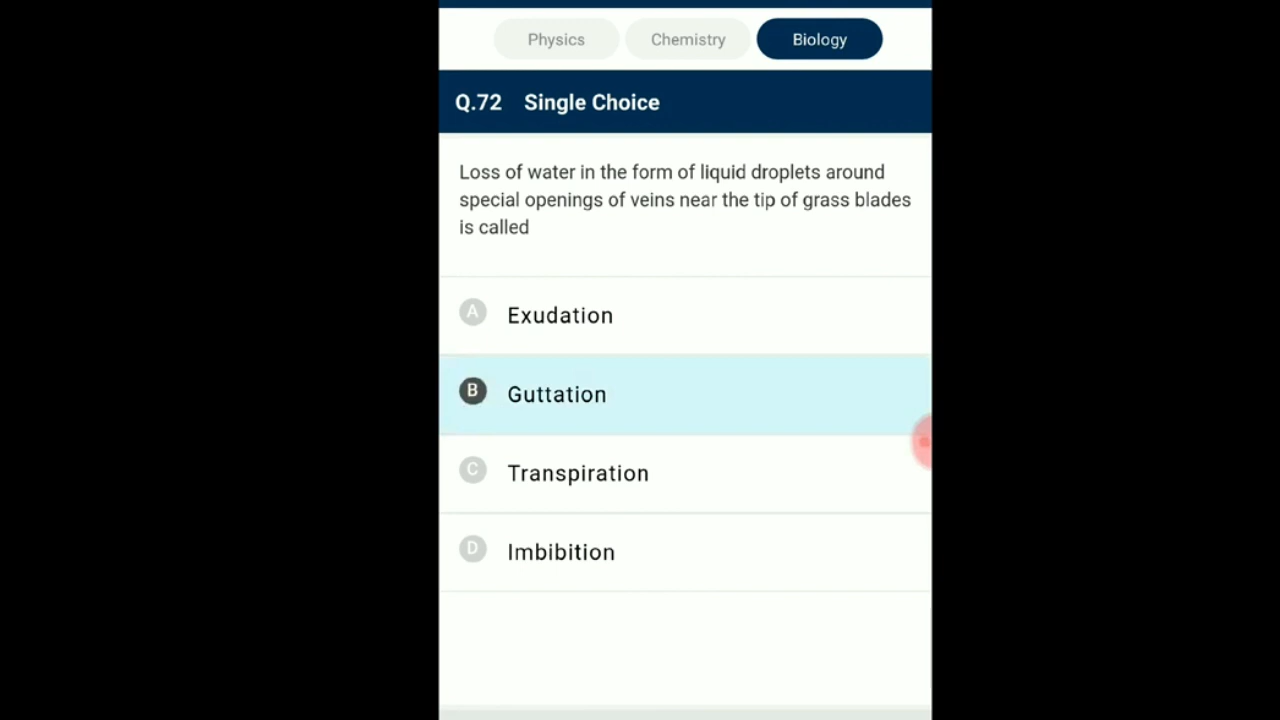 Physics Chemistry Biology
Q.72 Single Choice
Loss of water in the form of liquid droplets around
special openings of veins near the tip of grass blades
is called
A Exudation
B Guttation
C Transpiration
D Imbibition